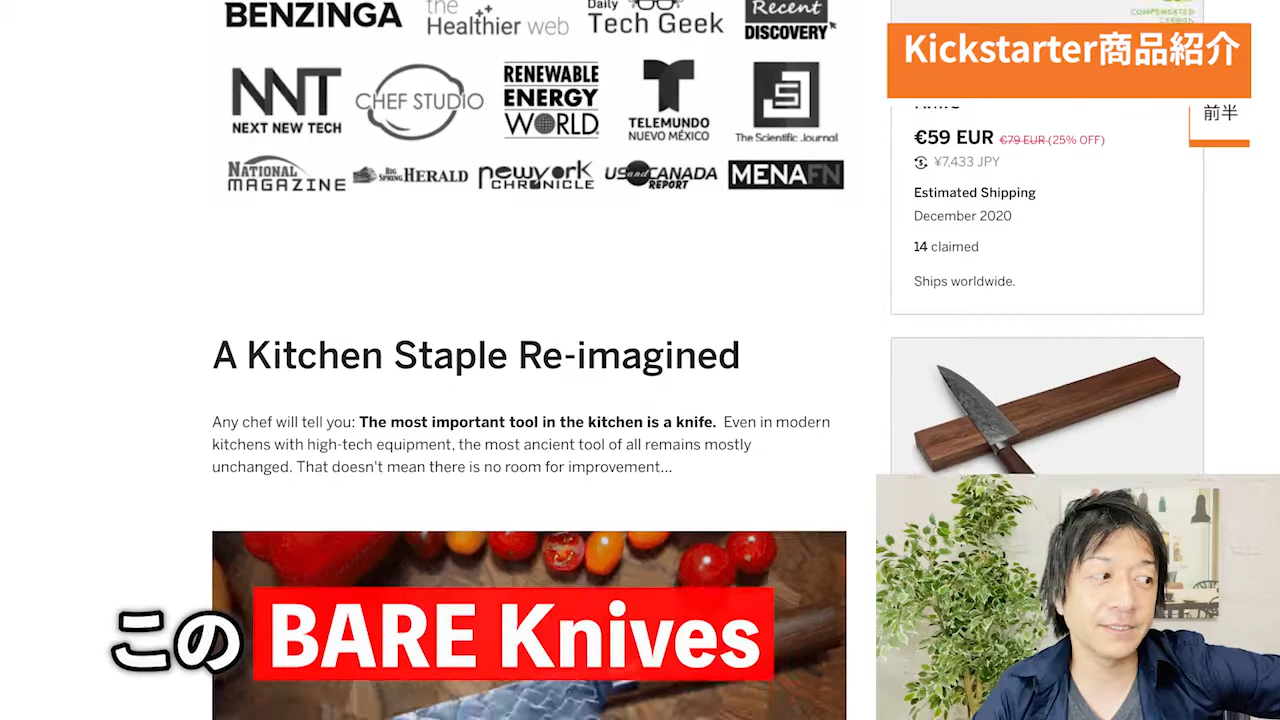 BENZINGA
the
Healthier web
Daily
Tech Geek
Recent
DISCOVERY
NNT
NEXT NEW TECH
CHEF STUDIO
RENEWABLE
ENERGY
WORLD
TELEMUNDO
NUEVO MÉXICO
The Scientific Journal
NATIONAL
MAGAZINE
BIG
SPRING HERALD
newyork
CHRONICLE
US and CANADA
REPORT
MENAFN
A Kitchen Staple Re-imagined
Any chef will tell you: The most important tool in the kitchen is a knife. Even in modern
kitchens with high-tech equipment, the most ancient tool of all remains mostly
unchanged. That doesn't mean there is no room for improvement...
この BARE Knives
COMPENSATED
Kickstarter商品紹介
前半
€59 EUR €79 EUR (25% OFF)
¥7,433 JPY
Estimated Shipping
December 2020
14 claimed
Ships worldwide.